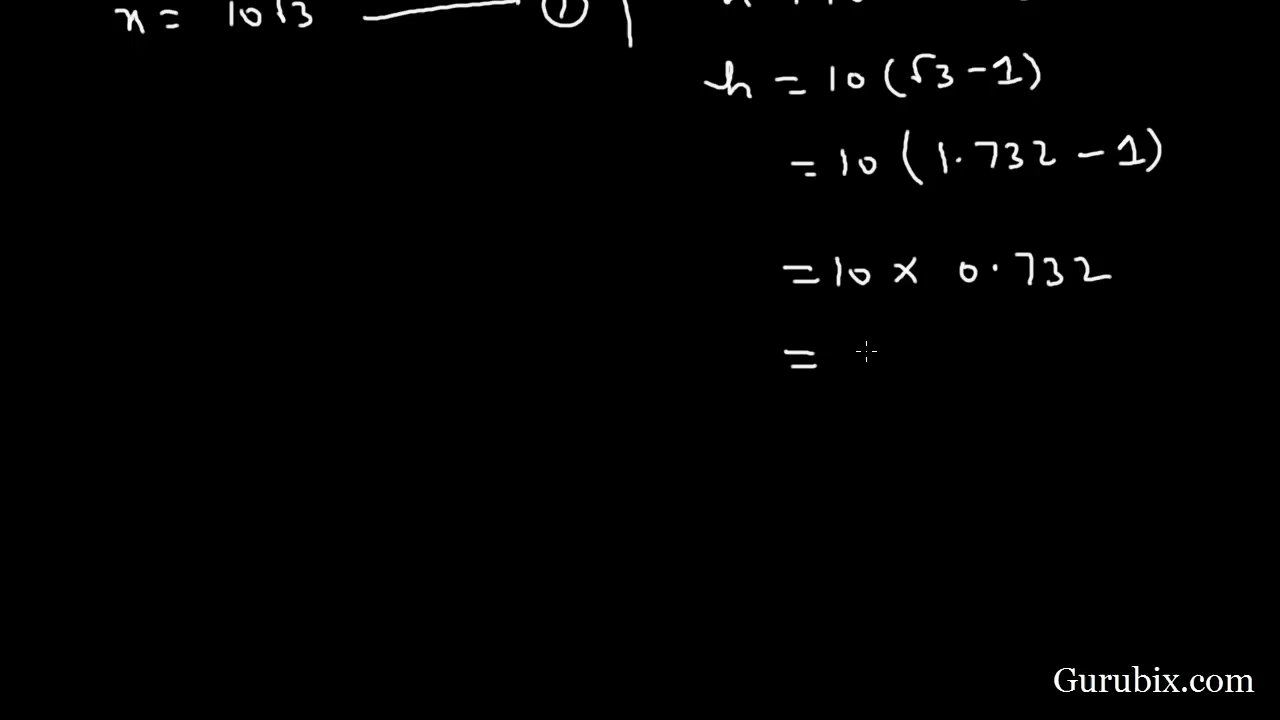 x = 10√3 ——— ①
h = 10(√3 - 1)
= 10(1.732 - 1)
= 10 × 0.732
=
Gurubix.com